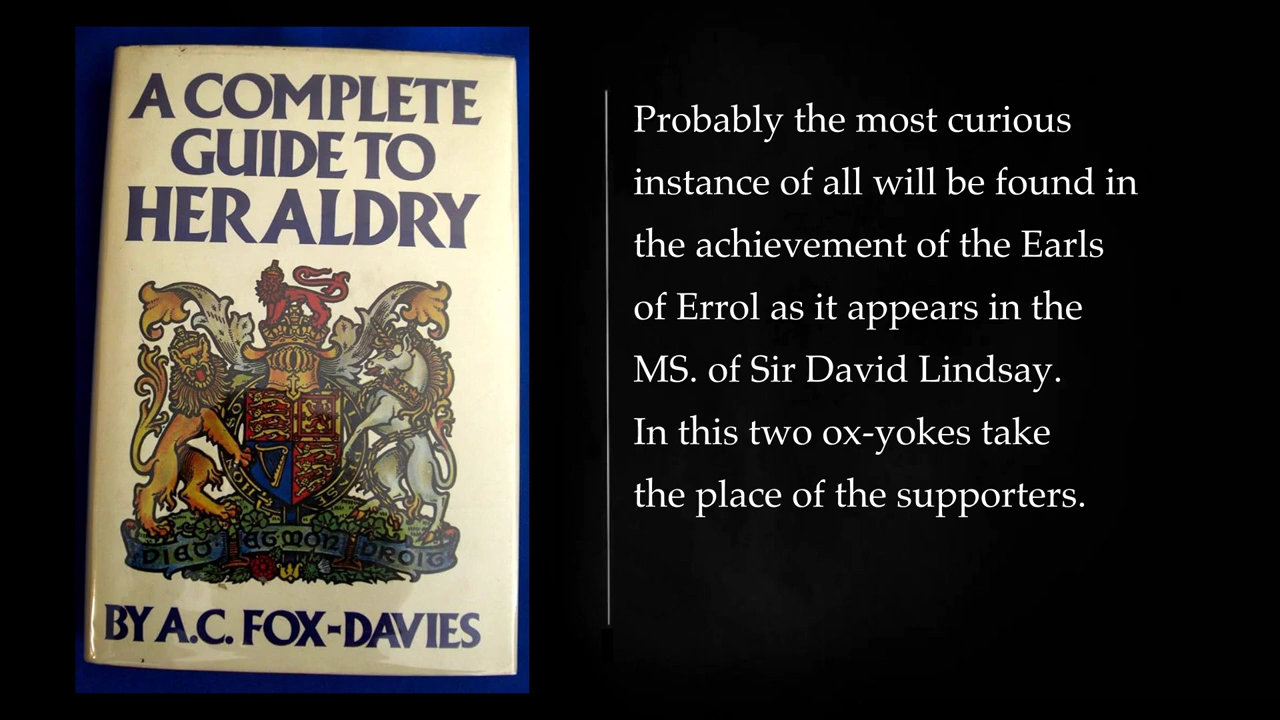 A COMPLETE
GUIDE TO
HERALDRY
DIEU ET MON DROIT
BY A.C. FOX-DAVIES
Probably the most curious
instance of all will be found in
the achievement of the Earls
of Errol as it appears in the
MS. of Sir David Lindsay.
In this two ox-yokes take
the place of the supporters.